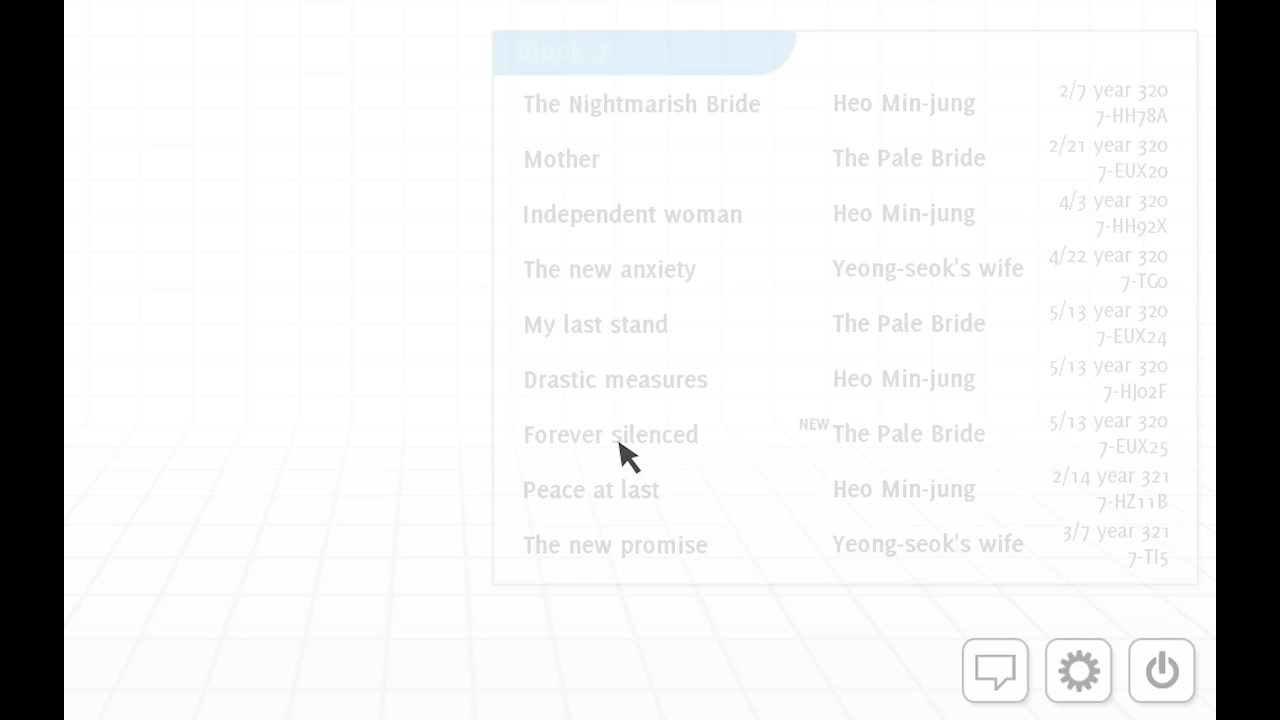 Block 7
The Nightmarish Bride Heo Min-jung 2/7 year 320
7-HH78A
Mother The Pale Bride 2/21 year 320
7-EUX20
Independent woman Heo Min-jung 4/3 year 320
7-HH92X
The new anxiety Yeong-seok's wife 4/22 year 320
7-TG0
My last stand The Pale Bride 5/13 year 320
7-EUX24
Drastic measures Heo Min-jung 5/13 year 320
7-HJ02F
Forever silenced NEW The Pale Bride 5/13 year 320
7-EUX25
Peace at last Heo Min-jung 2/14 year 321
7-HZ11B
The new promise Yeong-seok's wife 3/7 year 321
7-TI5